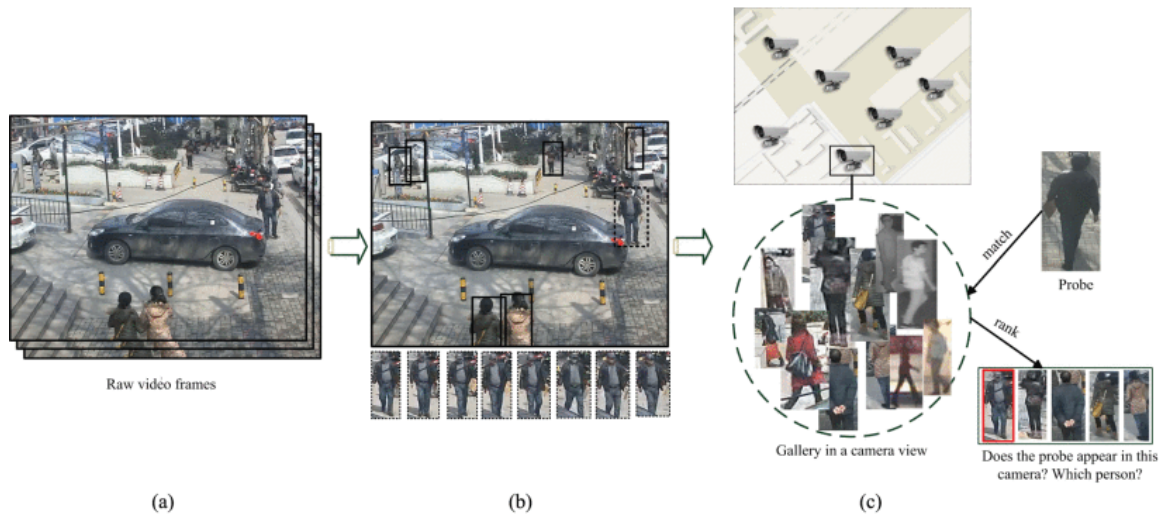 match
Probe
rank
Raw video frames
Gallery in a camera view
Does the probe appear in this
camera? Which person?
(a)
(b)
(c)